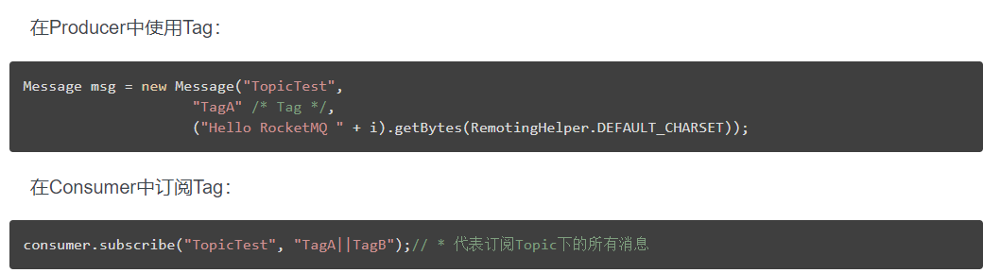 在Producer中使用Tag：
Message msg = new Message("TopicTest",
"TagA" /* Tag */,
("Hello RocketMQ " + i).getBytes(RemotingHelper.DEFAULT_CHARSET));
在Consumer中订阅Tag：
consumer.subscribe("TopicTest", "TagA||TagB");// * 代表订阅Topic下的所有消息